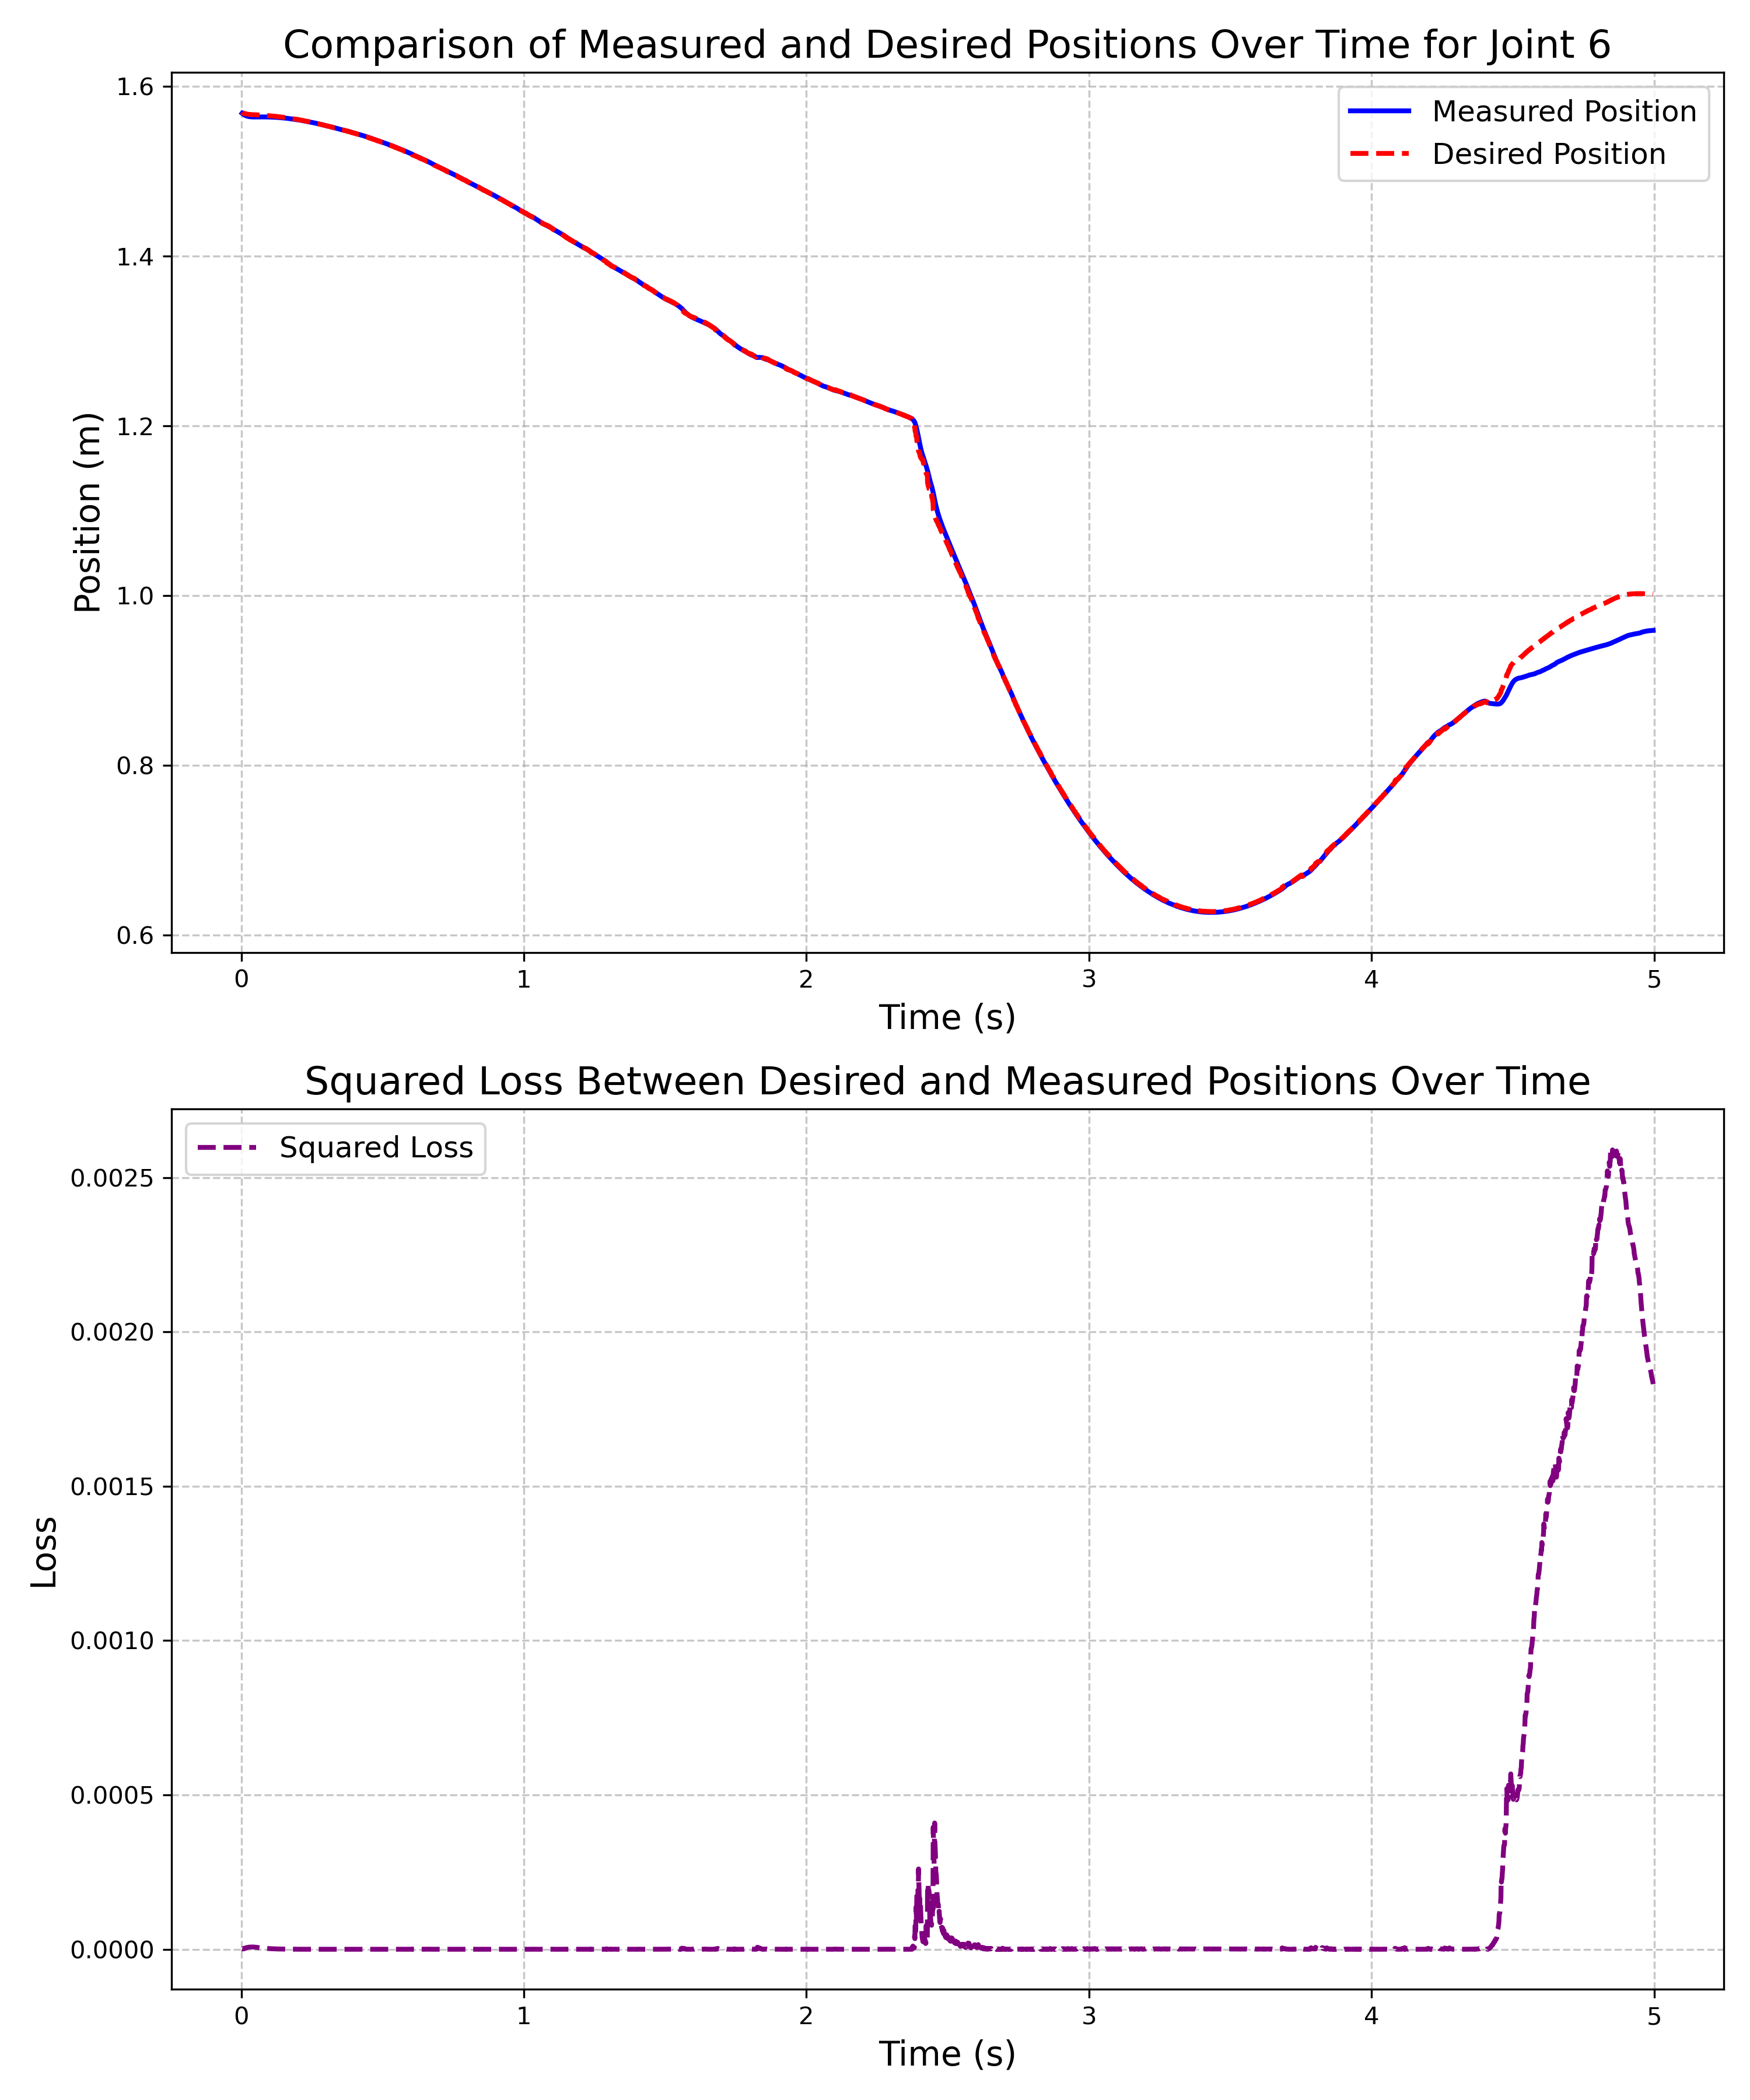 Comparison of Measured and Desired Positions Over Time for Joint 6
Measured Position
Desired Position
Position (m)
1.6
1.4
1.2
1.0
0.8
0.6
0
1
2
3
4
5
Time (s)
Squared Loss Between Desired and Measured Positions Over Time
Squared Loss
Loss
0.0025
0.0020
0.0015
0.0010
0.0005
0.0000
0
1
2
3
4
5
Time (s)